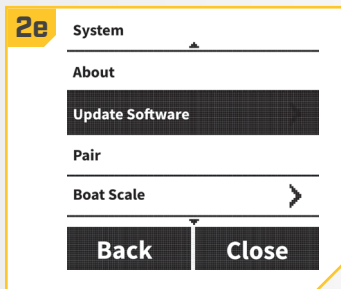 2e
System
About
Update Software
Pair
Boat Scale
Back Close